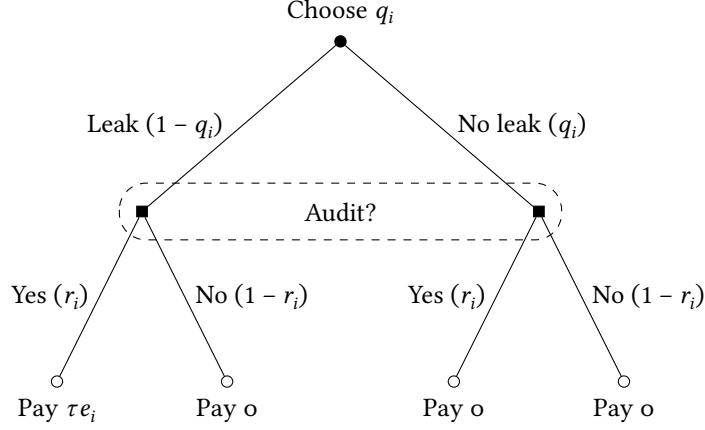 Choose qᵢ
Leak (1 – qᵢ)
No leak (qᵢ)
Audit?
Yes (rᵢ)
No (1 – rᵢ)
Yes (rᵢ)
No (1 – rᵢ)
Pay τeᵢ
Pay 0
Pay 0
Pay 0